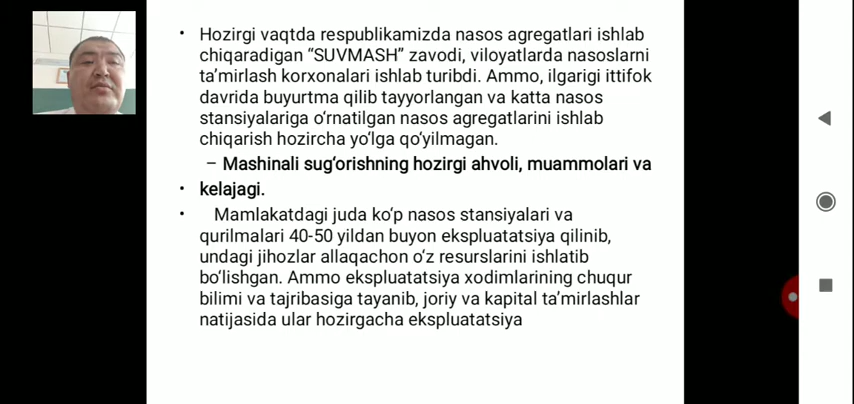 • Hozirgi vaqtda respublikamizda nasos agregatlari ishlab
chiqaradigan “SUVMASH” zavodi, viloyatlarda nasoslarni
ta’mirlash korxonalari ishlab turibdi. Ammo, ilgarigi ittifok
davrida buyurtma qilib tayyorlangan va katta nasos
stansiyalariga o‘rnatilgan nasos agregatlarini ishlab
chiqarish hozircha yo‘lga qo‘yilmagan.
– Mashinali sug‘orishning hozirgi ahvoli, muammolari va
• kelajagi.
• Mamlakatdagi juda ko‘p nasos stansiyalari va
qurilmalari 40-50 yildan buyon ekspluatatsiya qilinib,
undagi jihozlar allaqachon o‘z resurslarini ishlatib
bo‘lishgan. Ammo ekspluatatsiya xodimlarining chuqur
bilimi va tajribasiga tayanib, joriy va kapital ta’mirlashlar
natijasida ular hozirgacha ekspluatatsiya